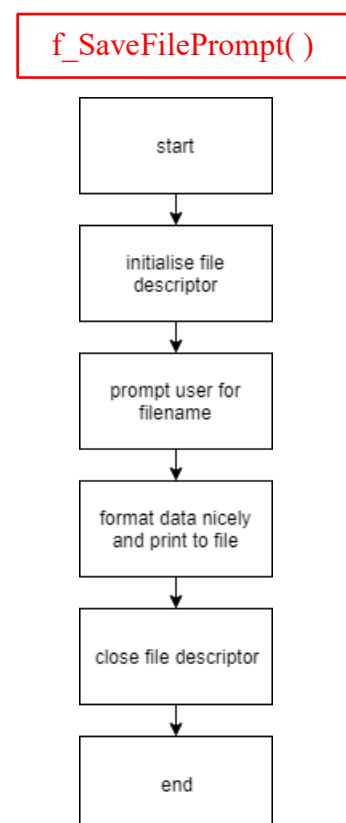 f_SaveFilePrompt( )
start
initialise file
descriptor
prompt user for
filename
format data nicely
and print to file
close file descriptor
end